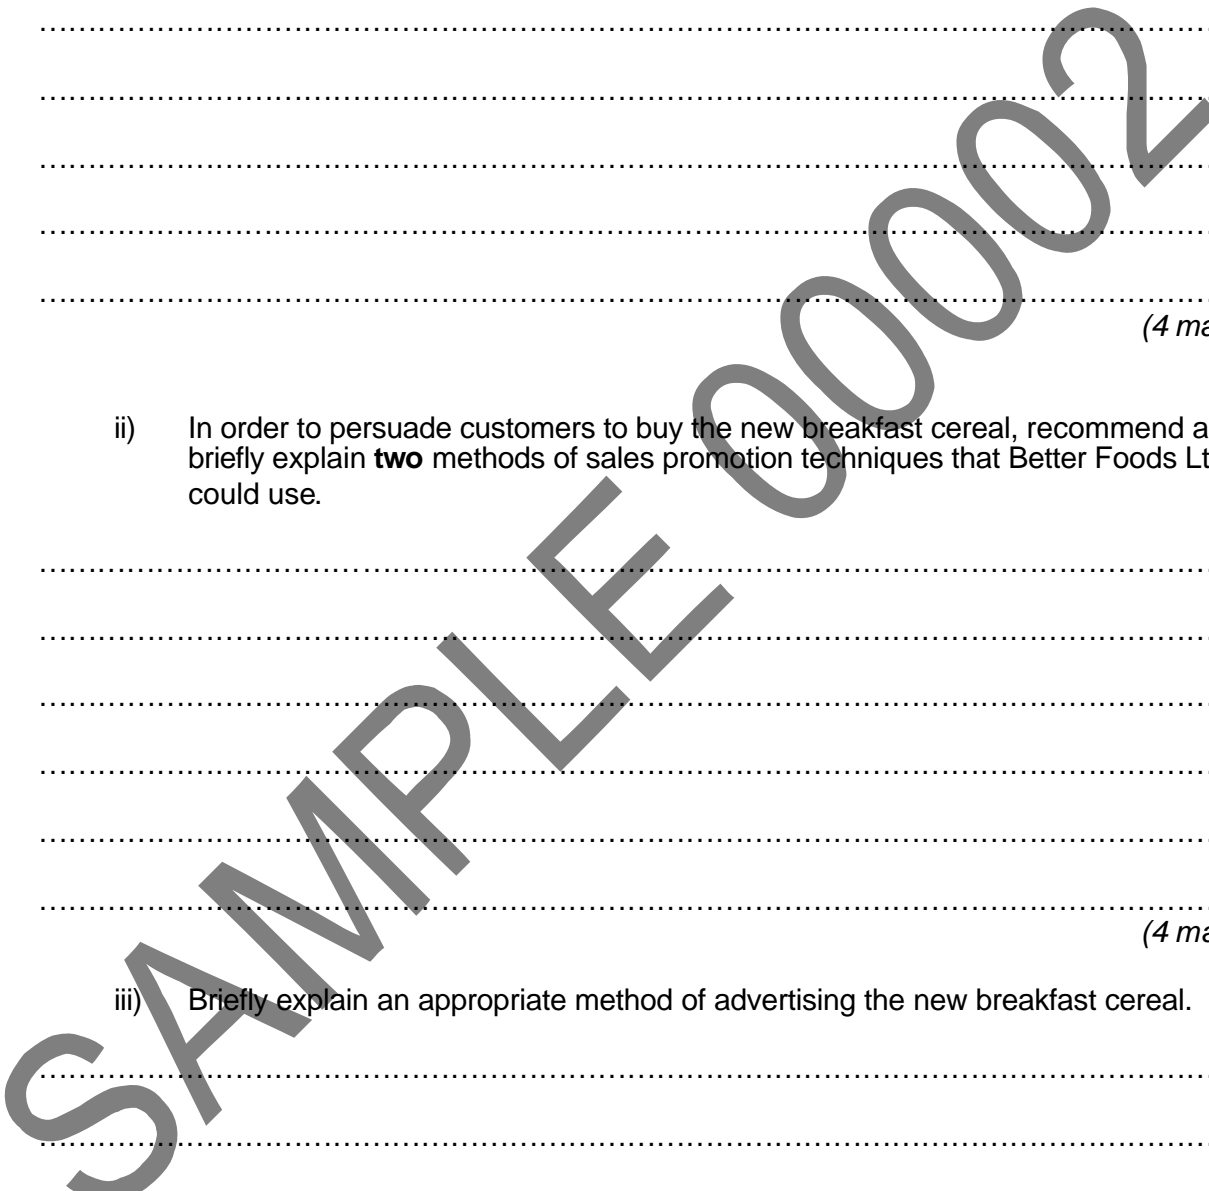 (4 ma
ii) In order to persuade customers to buy the new breakfast cereal, recommend a
briefly explain two methods of sales promotion techniques that Better Foods Lt
could use.
(4 ma
iii) Briefly explain an appropriate method of advertising the new breakfast cereal.
SAMPLE 00002